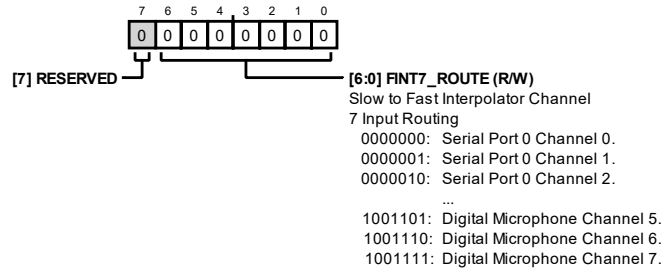 7 6 5 4 3 2 1 0
0 0 0 0 0 0 0 0
[7] RESERVED
[6:0] FINT7_ROUTE (R/W)
Slow to Fast Interpolator Channel
7 Input Routing
0000000: Serial Port 0 Channel 0.
0000001: Serial Port 0 Channel 1.
0000010: Serial Port 0 Channel 2.
...
1001101: Digital Microphone Channel 5.
1001110: Digital Microphone Channel 6.
1001111: Digital Microphone Channel 7.